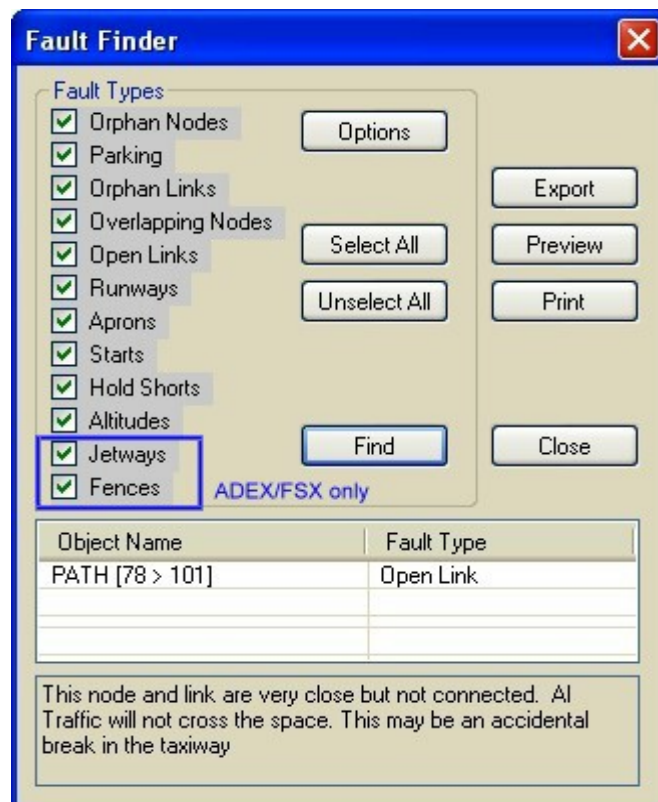 Fault Finder
Fault Types
Orphan Nodes
Parking
Orphan Links
Overlapping Nodes
Open Links
Runways
Aprons
Starts
Hold Shorts
Altitudes
Jetways
Fences
ADEX/FSX only
Options
Select All
Unselect All
Find
Export
Preview
Print
Close
Object Name Fault Type
PATH [78 > 101] Open Link
This node and link are very close but not connected. AI
Traffic will not cross the space. This may be an accidental
break in the taxiway